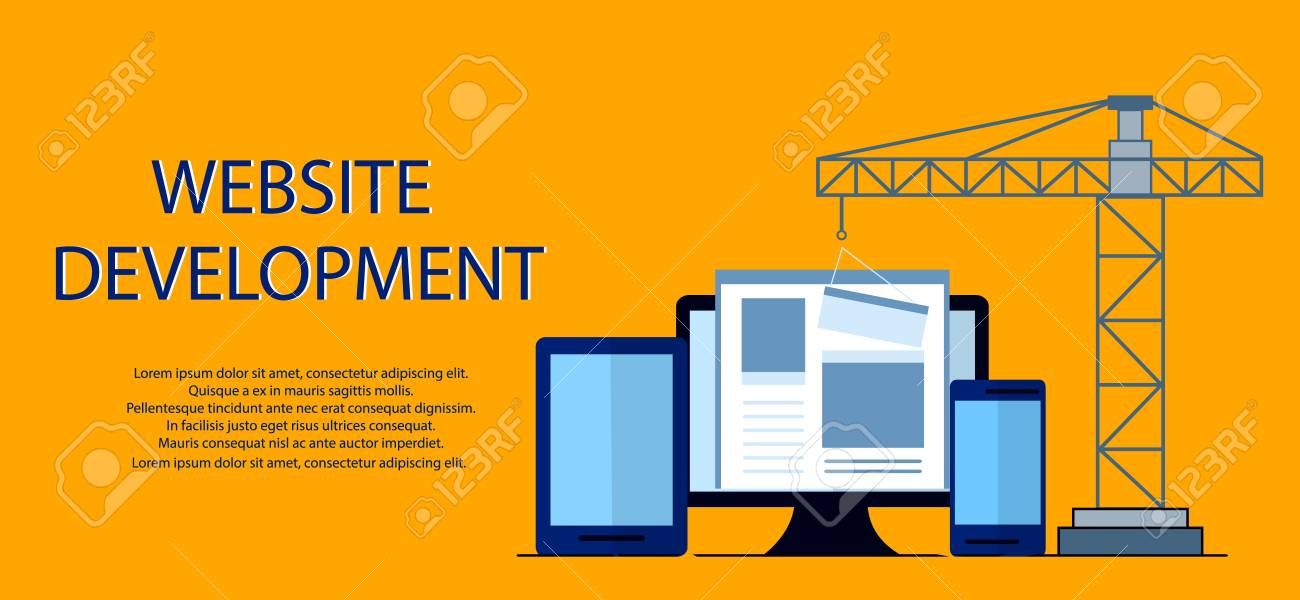 WEBSITE
DEVELOPMENT
Lorem ipsum dolor sit amet, consectetur adipiscing elit.
Quisque a ex in mauris sagittis mollis.
Pellentesque tincidunt ante nec erat consequat dignissim.
In facilisis justo eget risus ultrices consequat.
Mauris consequat nisl ac ante auctor imperdiet.
Lorem ipsum dolor sit amet, consectetur adipiscing elit.
123RF
123RF
123RF
123RF
123RF
123RF